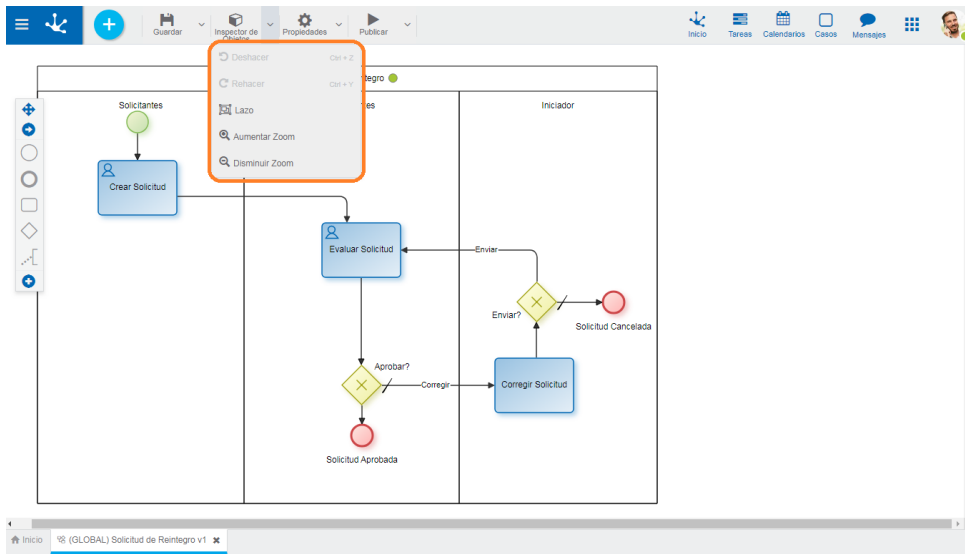 Guardar
Inspector de
Objetos
Propiedades
Publicar
Inicio
Tareas
Calendarios
Casos
Mensajes
Deshacer Ctrl + Z
Rehacer Ctrl + Y
Lazo
Aumentar Zoom
Disminuir Zoom
Solicitantes
Iniciador
Crear Solicitud
Evaluar Solicitud
Enviar
Enviar?
Solicitud Cancelada
Aprobar?
Corregir
Corregir Solicitud
Solicitud Aprobada
Inicio
(GLOBAL) Solicitud de Reintegro v1